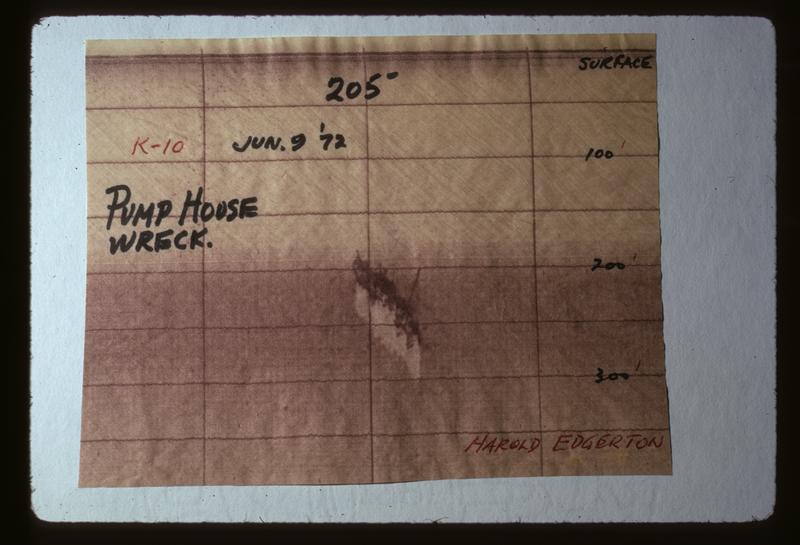 SURFACE
205-
K-10 JUN. 9 '72
100'
PUMP HOUSE
WRECK.
200'
300'
HAROLD EDGERTON